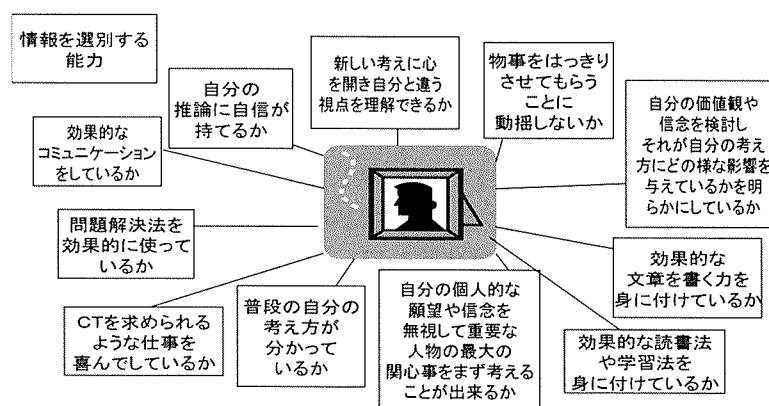 情報を選別する
能力
自分の
推論に自信が
持てるか
新しい考えに心
を開き自分と違う
視点を理解できるか
物事をはっきり
させてもらう
ことに
動揺しないか
自分の価値観や
信念を検討し
それが自分の考え
方にどの様な影響を
与えているかを明
らかにしているか
効果的な
コミュニケーション
をしているか
問題解決法を
効果的に使って
いるか
効果的な
文章を書く力を
身に付けているか
CTを求められる
ような仕事を
喜んでしているか
普段の自分の
考え方が
分かって
いるか
自分の個人的な
願望や信念を
無視して重要な
人物の最大の
関心事をまず考える
ことが出来るか
効果的な読書法
や学習法を
身に付けているか